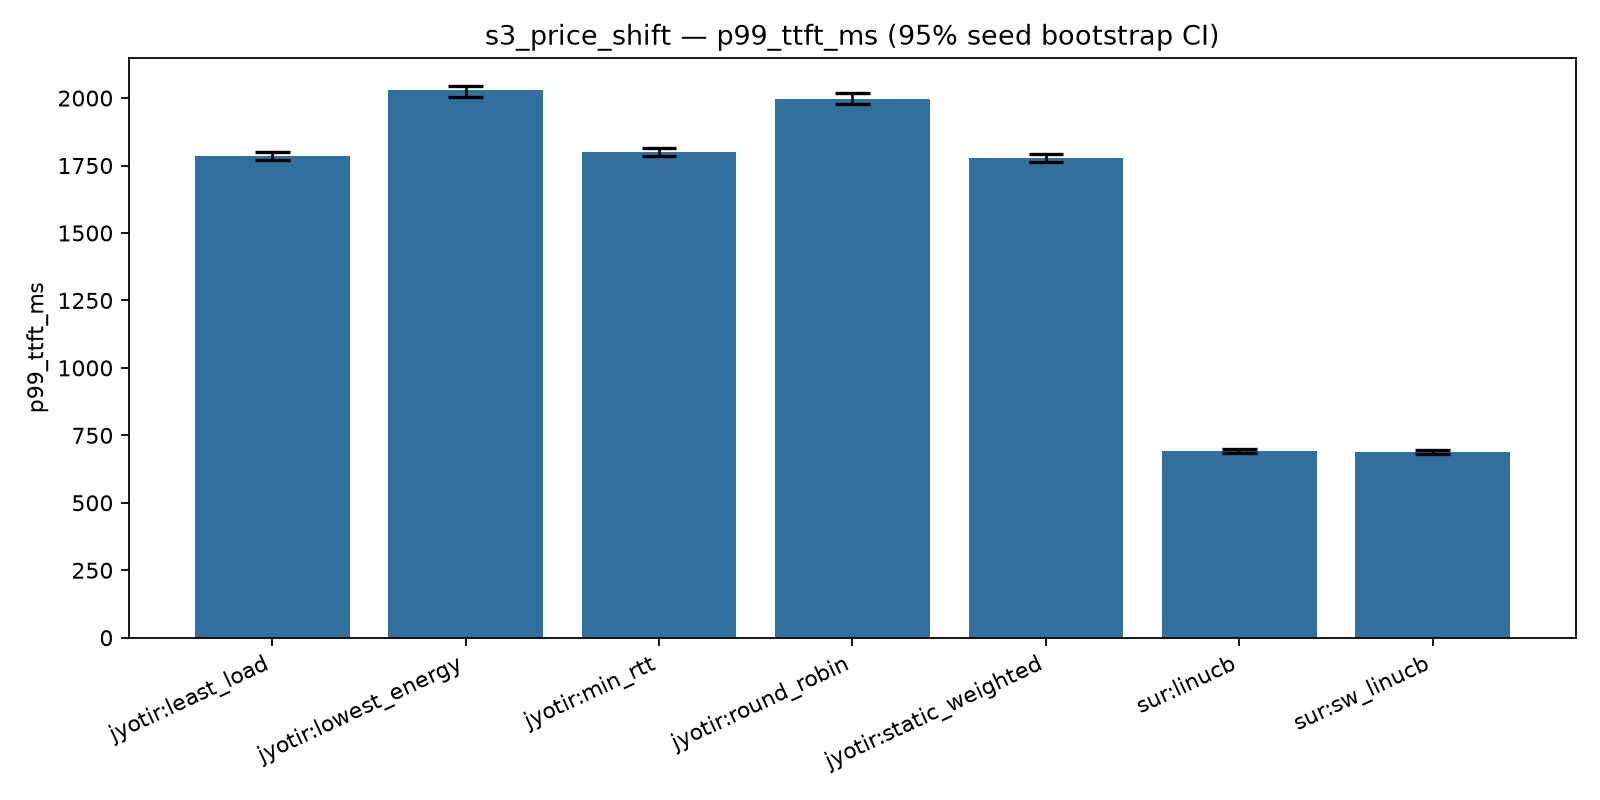 s3_price_shift — p99_ttft_ms (95% seed bootstrap CI)
p99_ttft_ms
2000
1750
1500
1250
1000
750
500
250
0
jyotir:least_load
jyotir:lowest_energy
jyotir:min_rtt
jyotir:round_robin
jyotir:static_weighted
sur:linucb
sur:sw_linucb